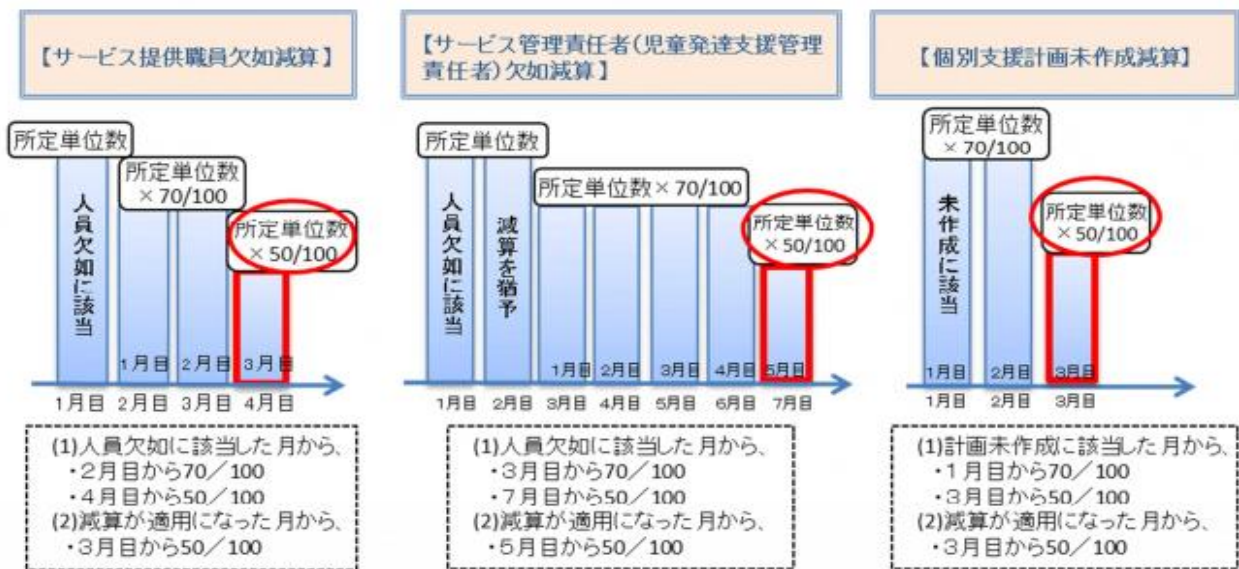 【サービス提供職員欠如減算】
所定単位数
所定単位数
×70/100
所定単位数
×50/100
人員欠如に該当
1月目
2月目
3月目
1月目
2月目
3月目
4月目
(1)人員欠如に該当した月から、
・2月目から70/100
・4月目から50/100
(2)減算が適用になった月から、
・3月目から50/100
【サービス管理責任者(児童発達支援管理
責任者)欠如減算】
所定単位数
所定単位数×70/100
所定単位数
×50/100
人員欠如に該当
減算を猶予
1月目
2月目
3月目
4月目
5月目
1月目
2月目
3月目
4月目
5月目
6月目
7月目
(1)人員欠如に該当した月から、
・3月目から70/100
・7月目から50/100
(2)減算が適用になった月から、
・5月目から50/100
【個別支援計画未作成減算】
所定単位数
×70/100
所定単位数
×50/100
未作成に該当
1月目
2月目
3月目
1月目
2月目
3月目
(1)計画未作成に該当した月から、
・1月目から70/100
・3月目から50/100
(2)減算が適用になった月から、
・3月目から50/100